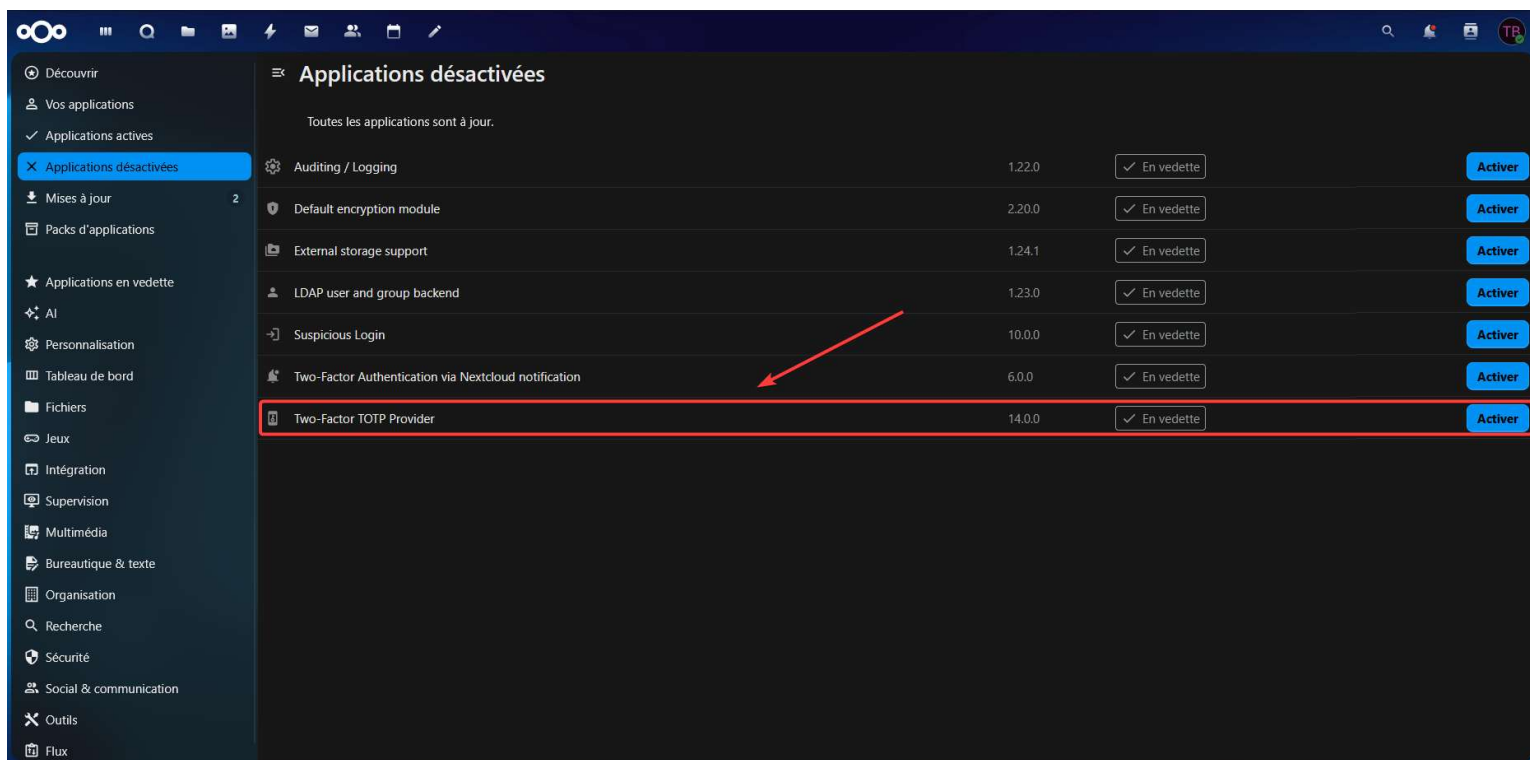 TB
Découvrir
Vos applications
Applications actives
Applications désactivées
Mises à jour 2
Packs d'applications
Applications en vedette
AI
Personnalisation
Tableau de bord
Fichiers
Jeux
Intégration
Supervision
Multimédia
Bureautique & texte
Organisation
Recherche
Sécurité
Social & communication
Outils
Flux
Applications désactivées
Toutes les applications sont à jour.
Auditing / Logging 1.22.0 En vedette Activer
Default encryption module 2.20.0 En vedette Activer
External storage support 1.24.1 En vedette Activer
LDAP user and group backend 1.23.0 En vedette Activer
Suspicious Login 10.0.0 En vedette Activer
Two-Factor Authentication via Nextcloud notification 6.0.0 En vedette Activer
Two-Factor TOTP Provider 14.0.0 En vedette Activer